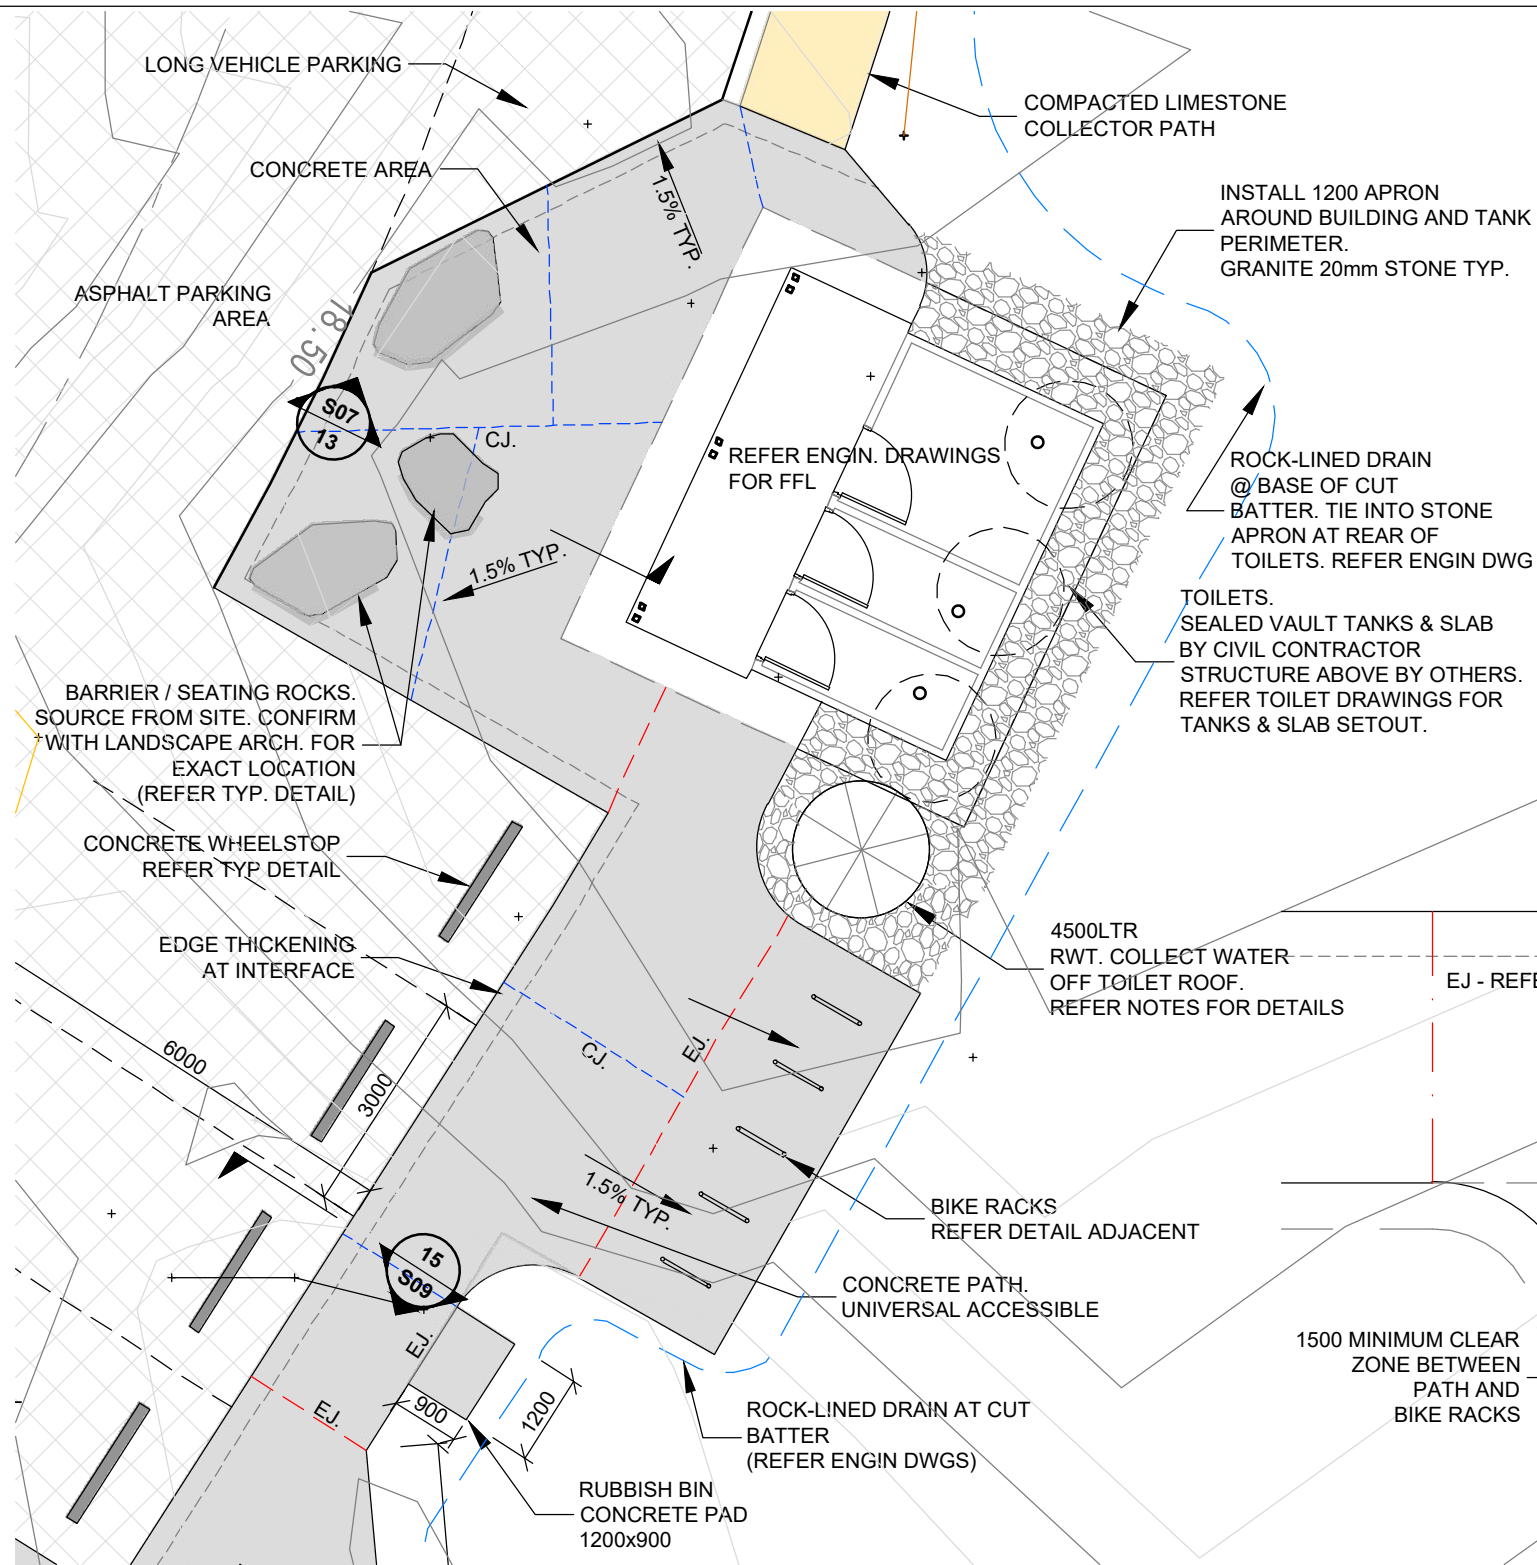 LONG VEHICLE PARKING
COMPACTED LIMESTONE
COLLECTOR PATH
CONCRETE AREA
1.5% TYP.
INSTALL 1200 APRON
AROUND BUILDING AND TANK
PERIMETER.
GRANITE 20mm STONE TYP.
ASPHALT PARKING
AREA
18.50
S07
13
CJ.
REFER ENGIN. DRAWINGS
FOR FFL
ROCK-LINED DRAIN
@ BASE OF CUT
BATTER. TIE INTO STONE
APRON AT REAR OF
TOILETS. REFER ENGIN DWG
1.5% TYP.
TOILETS.
SEALED VAULT TANKS & SLAB
BY CIVIL CONTRACTOR
STRUCTURE ABOVE BY OTHERS.
REFER TOILET DRAWINGS FOR
TANKS & SLAB SETOUT.
BARRIER / SEATING ROCKS.
SOURCE FROM SITE. CONFIRM
WITH LANDSCAPE ARCH. FOR
EXACT LOCATION
(REFER TYP. DETAIL)
CONCRETE WHEELSTOP
REFER TYP DETAIL
EDGE THICKENING
AT INTERFACE
4500LTR
RWT. COLLECT WATER
OFF TOILET ROOF.
REFER NOTES FOR DETAILS
EJ - REFE
6000
3000
CJ.
EJ.
1.5% TYP.
BIKE RACKS
REFER DETAIL ADJACENT
15
S09
CONCRETE PATH.
UNIVERSAL ACCESSIBLE
EJ.
1500 MINIMUM CLEAR
ZONE BETWEEN
PATH AND
BIKE RACKS
EJ.
900
1200
ROCK-LINED DRAIN AT CUT
BATTER
(REFER ENGIN DWGS)
RUBBISH BIN
CONCRETE PAD
1200x900